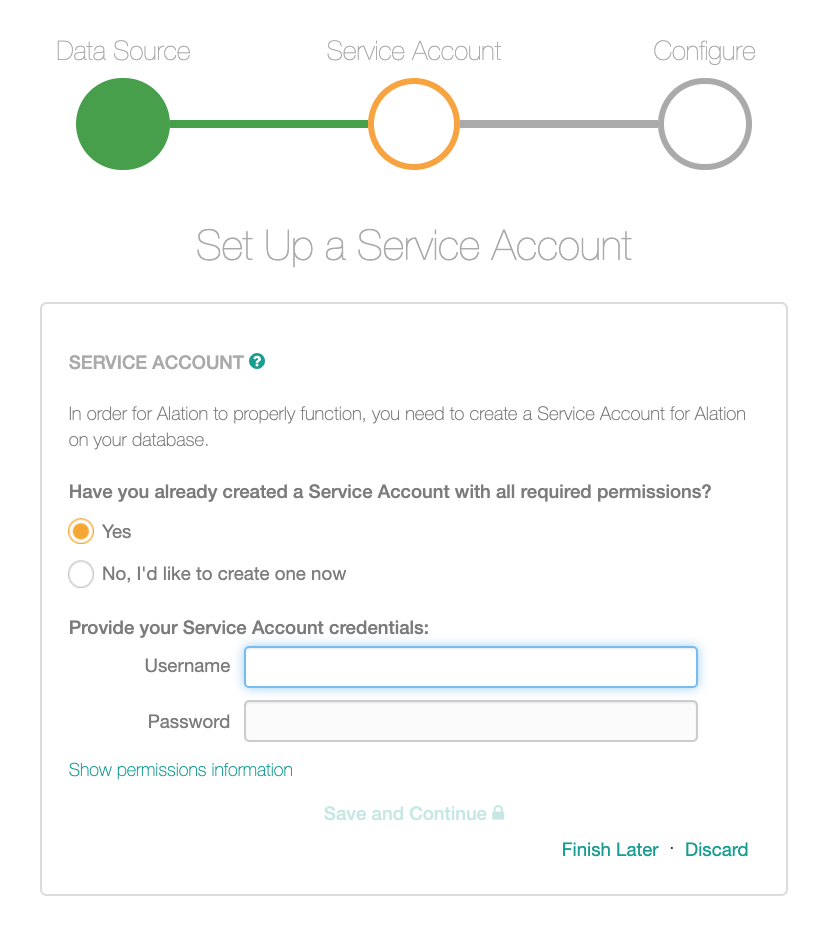 Data Source
Service Account
Configure
Set Up a Service Account
SERVICE ACCOUNT ?
In order for Alation to properly function, you need to create a Service Account for Alation
on your database.
Have you already created a Service Account with all required permissions?
Yes
No, I'd like to create one now
Provide your Service Account credentials:
Username
Password
Show permissions information
Save and Continue
Finish Later · Discard